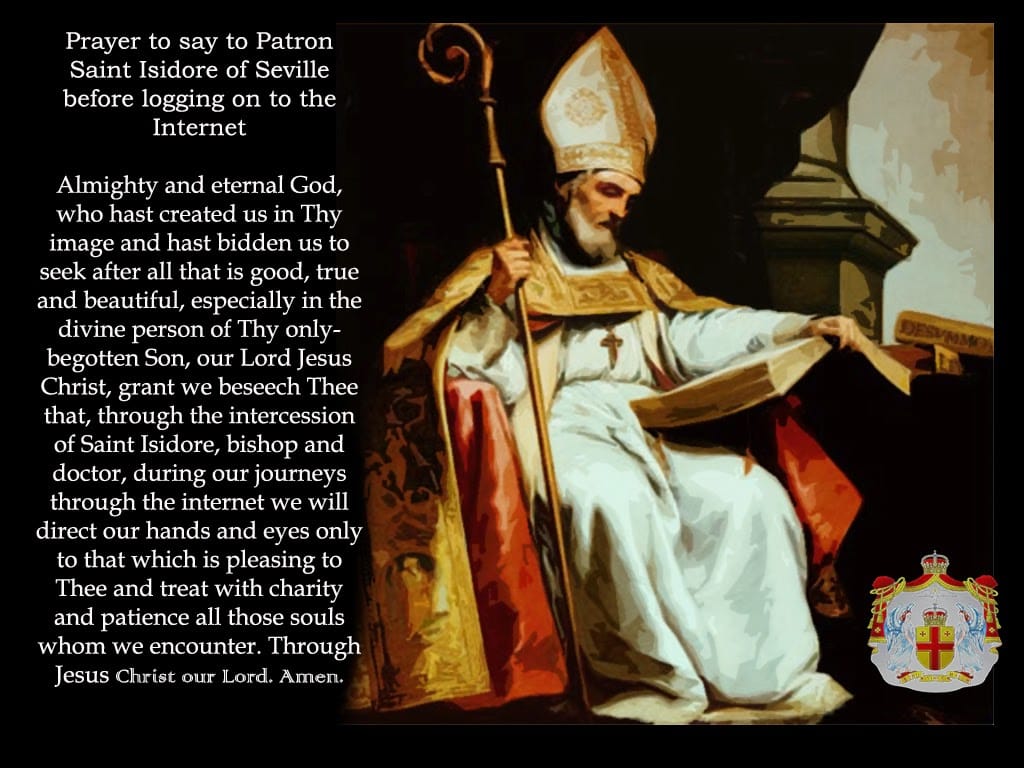 Prayer to say to Patron
Saint Isidore of Seville
before logging on to the
Internet
Almighty and eternal God,
who hast created us in Thy
image and hast bidden us to
seek after all that is good, true
and beautiful, especially in the
divine person of Thy only-
begotten Son, our Lord Jesus
Christ, grant we beseech Thee
that, through the intercession
of Saint Isidore, bishop and
doctor, during our journeys
through the internet we will
direct our hands and eyes only
to that which is pleasing to
Thee and treat with charity
and patience all those souls
whom we encounter. Through
Jesus Christ our Lord. Amen.